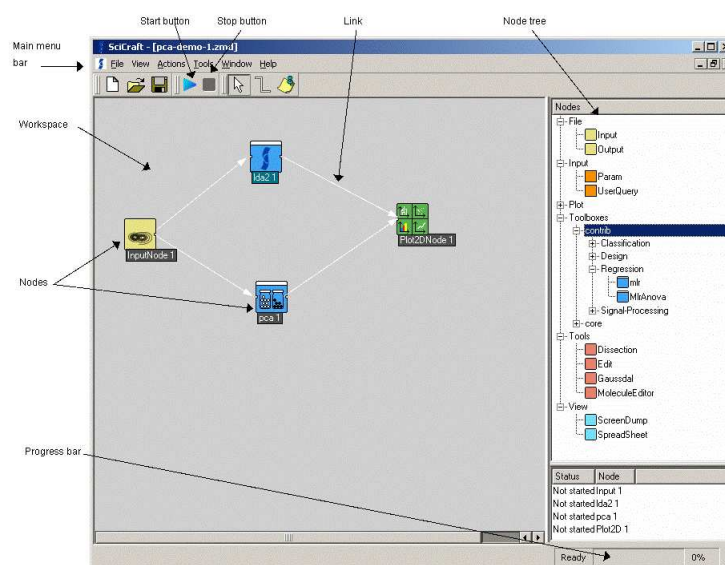 Start button
Stop button
Link
Node tree
Main menu
bar
SciCraft - [pca-demo-1.zmd]
File View Actions Tools Window Help
Workspace
Nodes
Progress bar
lda2 1
InputNode 1
Plot2DNode 1
pca 1
Nodes
File
Input
Output
Input
Param
UserQuery
Plot
Toolboxes
contrib
Classification
Design
Regression
mlr
MlrAnova
Signal-Processing
core
Tools
Dissection
Edit
Gaussdal
MoleculeEditor
View
ScreenDump
SpreadSheet
Status Node
Not started Input 1
Not started lda2 1
Not started pca 1
Not started Plot2D 1
Ready 0%